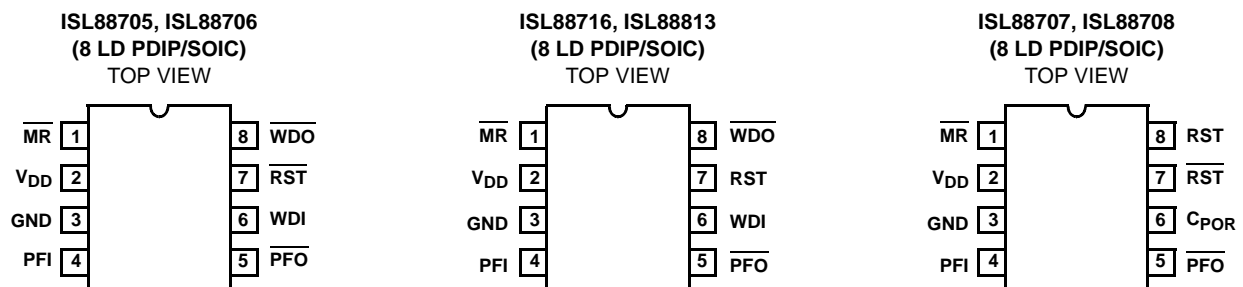 ISL88705, ISL88706
(8 LD PDIP/SOIC)
TOP VIEW
MR 1
8 WDO
VDD 2
7 RST
GND 3
6 WDI
PFI 4
5 PFO
ISL88716, ISL88813
(8 LD PDIP/SOIC)
TOP VIEW
MR 1
8 WDO
VDD 2
7 RST
GND 3
6 WDI
PFI 4
5 PFO
ISL88707, ISL88708
(8 LD PDIP/SOIC)
TOP VIEW
MR 1
8 RST
VDD 2
7 RST
GND 3
6 CPOR
PFI 4
5 PFO